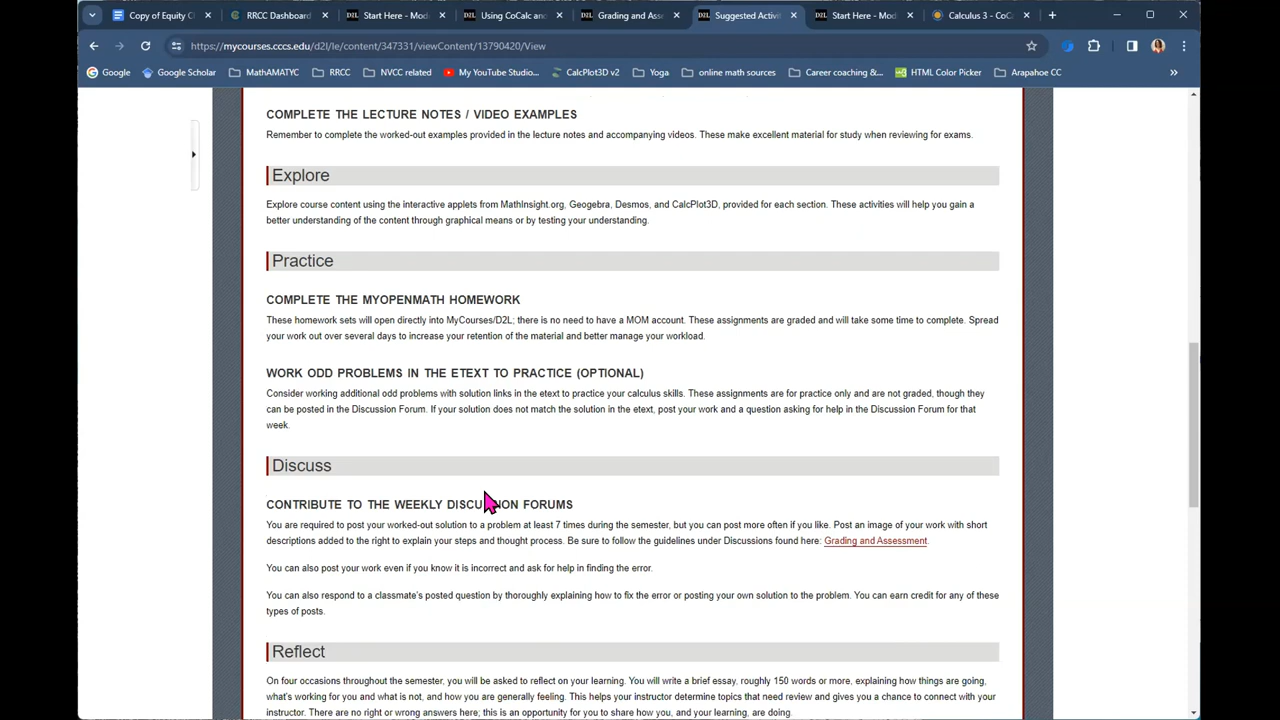 Copy of Equity C
RRCC Dashboard
Start Here - Mod
Using CoCalc an
Grading and Ass
Suggested Activi
Start Here - Mod
Calculus 3 - CoCa
https://mycourses.cccs.edu/d2l/le/content/347331/viewContent/13790420/View
Google
Google Scholar
MathAMATYC
RRCC
NVCC related
My YouTube Studio...
CalcPlot3D v2
Yoga
online math sources
Career coaching &...
HTML Color Picker
Arapahoe CC
COMPLETE THE LECTURE NOTES / VIDEO EXAMPLES
Remember to complete the worked-out examples provided in the lecture notes and accompanying videos. These make excellent material for study when reviewing for exams.
Explore
Explore course content using the interactive applets from MathInsight.org, Geogebra, Desmos, and CalcPlot3D, provided for each section. These activities will help you gain a
better understanding of the content through graphical means or by testing your understanding.
Practice
COMPLETE THE MYOPENMATH HOMEWORK
These homework sets will open directly into MyCourses/D2L; there is no need to have a MOM account. These assignments are graded and will take some time to complete. Spread
your work out over several days to increase your retention of the material and better manage your workload.
WORK ODD PROBLEMS IN THE ETEXT TO PRACTICE (OPTIONAL)
Consider working additional odd problems with solution links in the etext to practice your calculus skills. These assignments are for practice only and are not graded, though they
can be posted in the Discussion Forum. If your solution does not match the solution in the etext, post your work and a question asking for help in the Discussion Forum for that
week.
Discuss
CONTRIBUTE TO THE WEEKLY DISCUSSION FORUMS
You are required to post your worked-out solution to a problem at least 7 times during the semester, but you can post more often if you like. Post an image of your work with short
descriptions added to the right to explain your steps and thought process. Be sure to follow the guidelines under Discussions found here: Grading and Assessment.
You can also post your work even if you know it is incorrect and ask for help in finding the error.
You can also respond to a classmate's posted question by thoroughly explaining how to fix the error or posting your own solution to the problem. You can earn credit for any of these
types of posts.
Reflect
On four occasions throughout the semester, you will be asked to reflect on your learning. You will write a brief essay, roughly 150 words or more, explaining how things are going,
what's working for you and what is not, and how you are generally feeling. This helps your instructor determine topics that need review and gives you a chance to connect with your
instructor. There are no right or wrong answers here; this is an opportunity for you to share how you, and your learning, are doing.